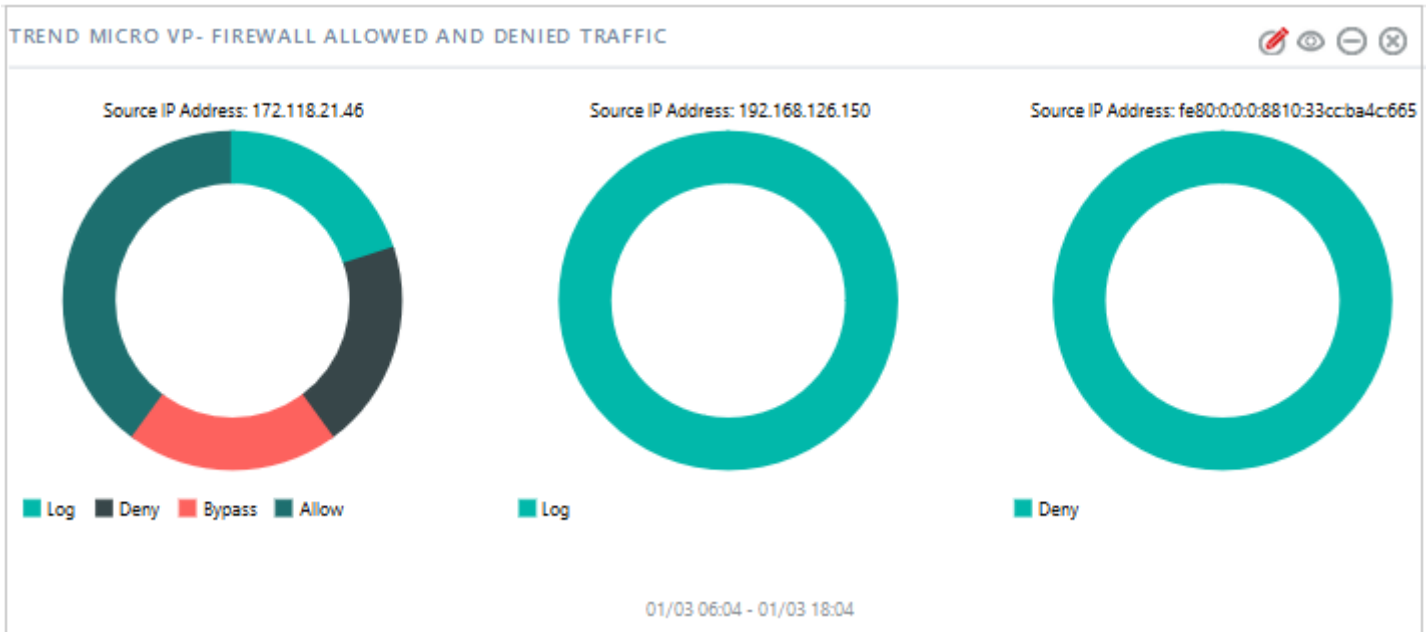 TREND MICRO VP- FIREWALL ALLOWED AND DENIED TRAFFIC
Source IP Address: 172.118.21.46
Source IP Address: 192.168.126.150
Source IP Address: fe80:0:0:0:8810:33cc:ba4c:665
Log Deny Bypass Allow
Log
Deny
01/03 06:04 - 01/03 18:04